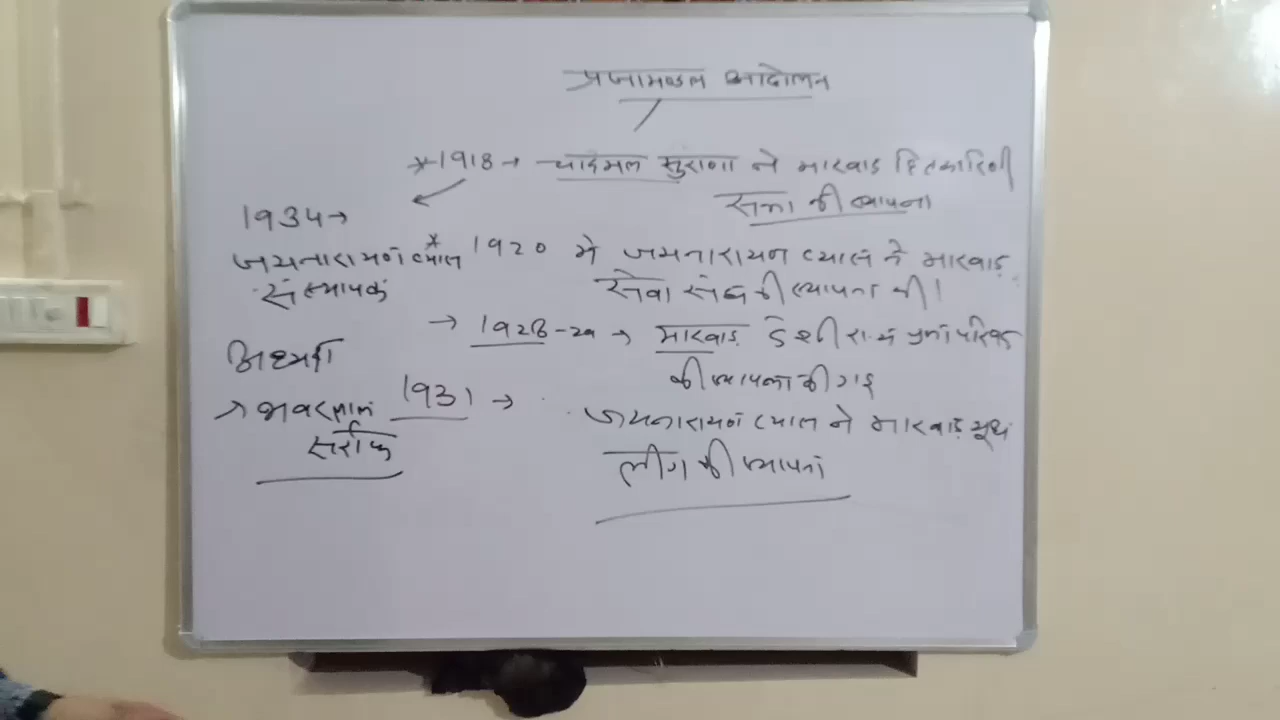 प्रजामण्डल आंदोलन
*1918 → चांदमल सुराणा ने मारवाड़ हितकारिणी
सभा की स्थापना
* 1920 में जयनारायण व्यास ने मारवाड़
सेवा संघ की स्थापना की।
→ 1928-29 → मारवाड़ देशी राज्य प्रजा परिषद
की स्थापना की गई
1931 → जयनारायण व्यास ने मारवाड़ यूथ
लीग की स्थापना
1934→
जयनारायण व्यास
संस्थापक
अध्यक्ष
→ भवरलाल
सर्राफ